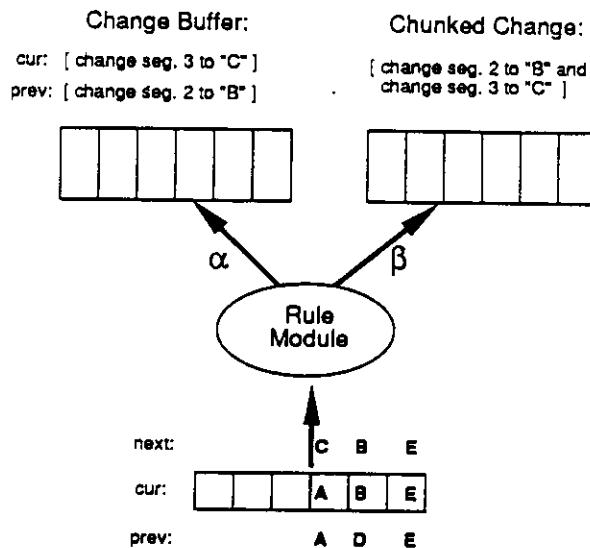 Change Buffer:
cur: [ change seg. 3 to "C" ]
prev: [ change seg. 2 to "B" ]
Chunked Change:
[ change seg. 2 to "B" and
change seg. 3 to "C" ]
α
β
Rule
Module
next: C B E
cur: A B E
prev: A D E